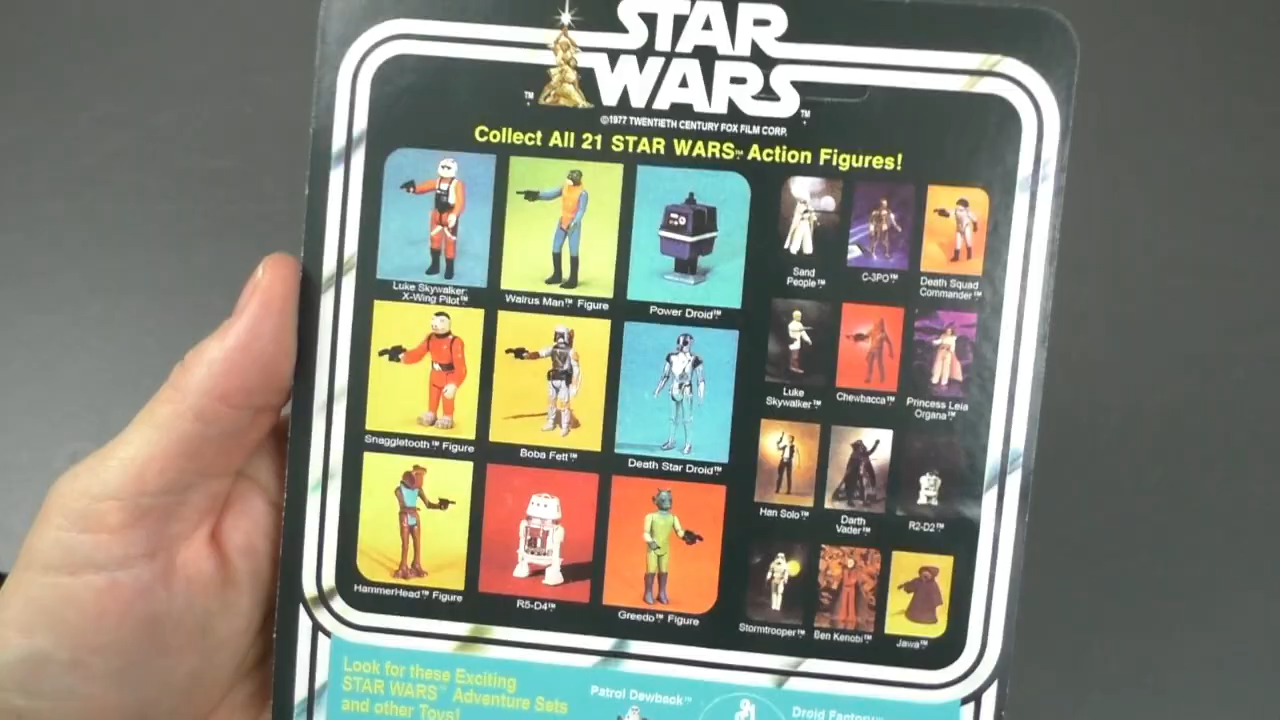 STAR
WARS
™
™
©1977 TWENTIETH CENTURY FOX FILM CORP.
Collect All 21 STAR WARS™ Action Figures!
Luke Skywalker
X-Wing Pilot™
Walrus Man™ Figure
Power Droid™
Sand
People™
C-3PO™
Death Squad
Commander™
Snaggletooth™ Figure
Boba Fett™
Death Star Droid™
Luke
Skywalker™
Chewbacca™
Princess Leia
Organa™
HammerHead™ Figure
R5-D4™
Greedo™ Figure
Han Solo™
Darth
Vader™
R2-D2™
Stormtrooper™
Ben Kenobi™
Jawa™
Look for these Exciting
STAR WARS™ Adventure Sets
and other Toys!
Patrol Dewback™
Droid Factory™